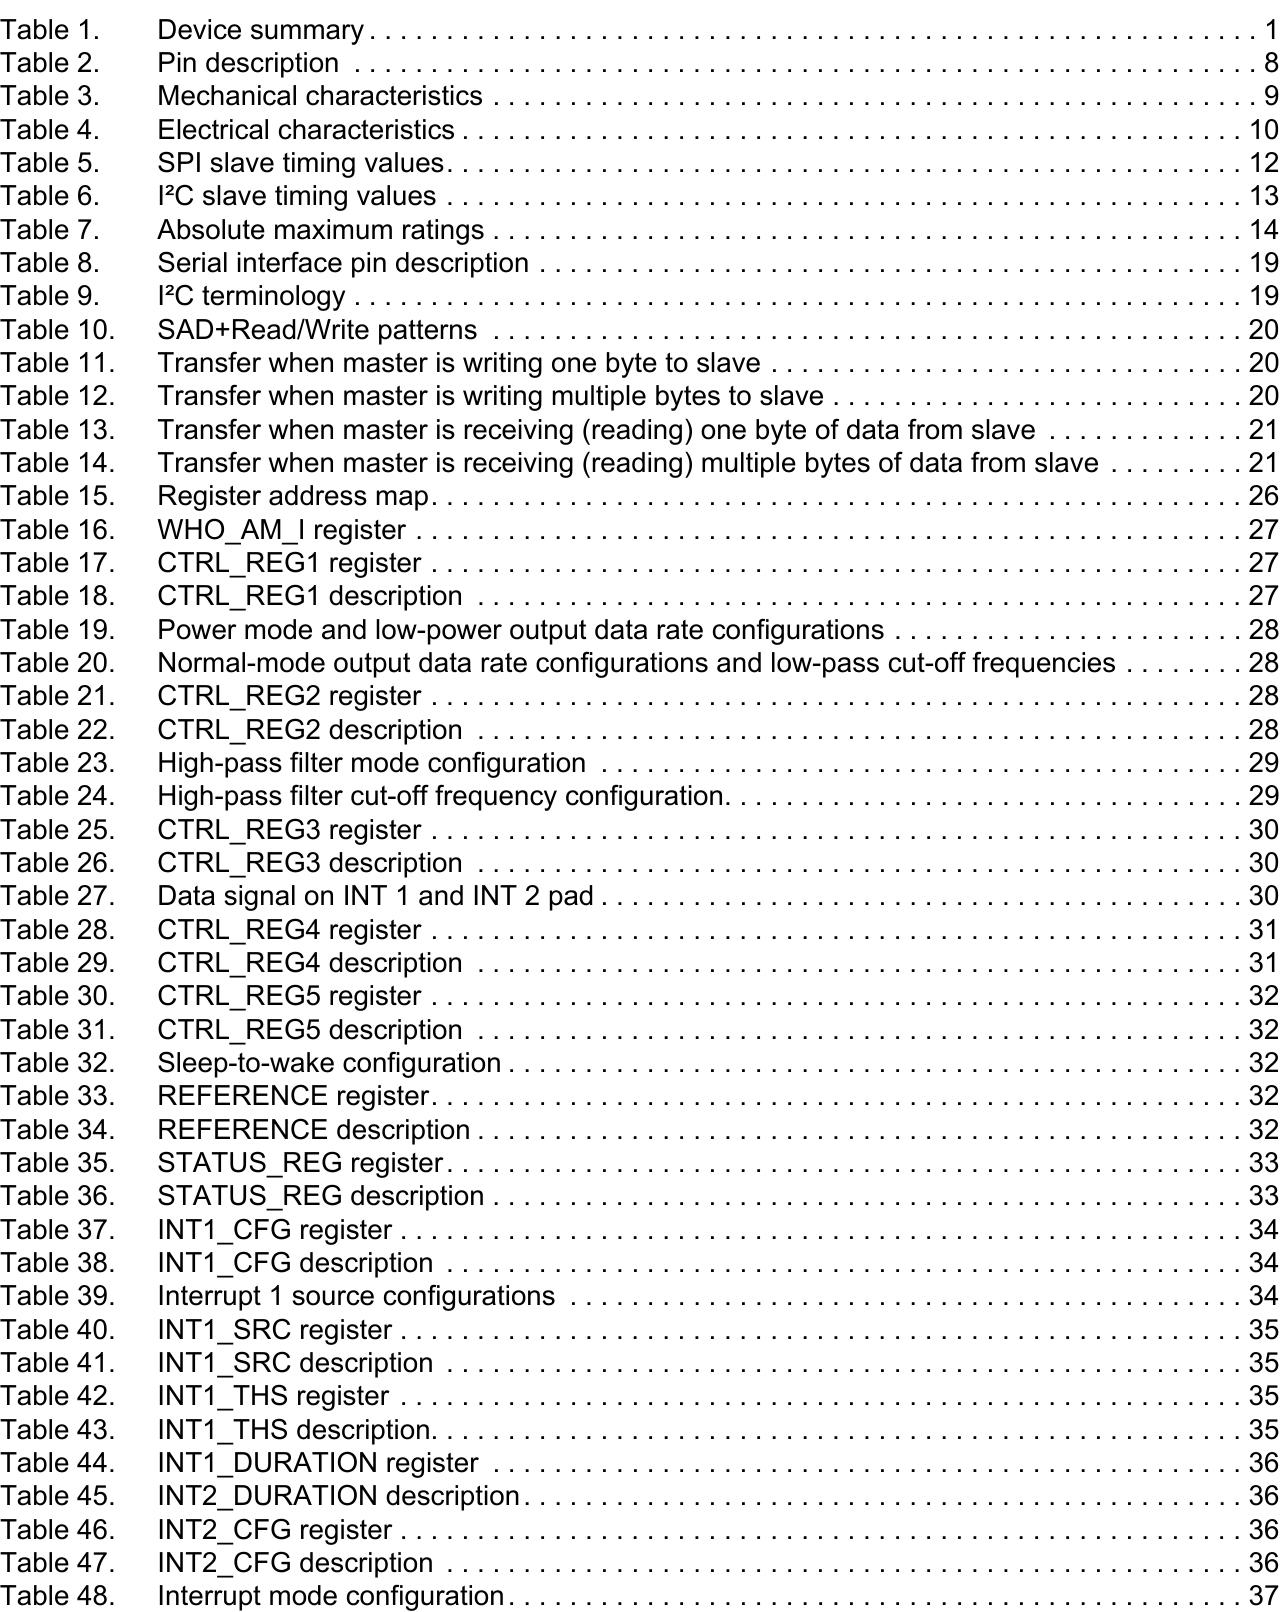 Table 1. Device summary . . . . . . . . . . . . . . . . . . . . . . . . . . . . . . . . . . . . . . . . . . . . . . . . . . . . . . . . . . 1
Table 2. Pin description . . . . . . . . . . . . . . . . . . . . . . . . . . . . . . . . . . . . . . . . . . . . . . . . . . . . . . . . . . . 8
Table 3. Mechanical characteristics . . . . . . . . . . . . . . . . . . . . . . . . . . . . . . . . . . . . . . . . . . . . . . . . . . 9
Table 4. Electrical characteristics . . . . . . . . . . . . . . . . . . . . . . . . . . . . . . . . . . . . . . . . . . . . . . . . . . . 10
Table 5. SPI slave timing values. . . . . . . . . . . . . . . . . . . . . . . . . . . . . . . . . . . . . . . . . . . . . . . . . . . . 12
Table 6. I²C slave timing values . . . . . . . . . . . . . . . . . . . . . . . . . . . . . . . . . . . . . . . . . . . . . . . . . . . . 13
Table 7. Absolute maximum ratings . . . . . . . . . . . . . . . . . . . . . . . . . . . . . . . . . . . . . . . . . . . . . . . . . 14
Table 8. Serial interface pin description . . . . . . . . . . . . . . . . . . . . . . . . . . . . . . . . . . . . . . . . . . . . . . 19
Table 9. I²C terminology . . . . . . . . . . . . . . . . . . . . . . . . . . . . . . . . . . . . . . . . . . . . . . . . . . . . . . . . . . 19
Table 10. SAD+Read/Write patterns . . . . . . . . . . . . . . . . . . . . . . . . . . . . . . . . . . . . . . . . . . . . . . . . . 20
Table 11. Transfer when master is writing one byte to slave . . . . . . . . . . . . . . . . . . . . . . . . . . . . . . . 20
Table 12. Transfer when master is writing multiple bytes to slave . . . . . . . . . . . . . . . . . . . . . . . . . . . 20
Table 13. Transfer when master is receiving (reading) one byte of data from slave . . . . . . . . . . . . . 21
Table 14. Transfer when master is receiving (reading) multiple bytes of data from slave . . . . . . . . . 21
Table 15. Register address map. . . . . . . . . . . . . . . . . . . . . . . . . . . . . . . . . . . . . . . . . . . . . . . . . . . . . 26
Table 16. WHO_AM_I register . . . . . . . . . . . . . . . . . . . . . . . . . . . . . . . . . . . . . . . . . . . . . . . . . . . . . . 27
Table 17. CTRL_REG1 register . . . . . . . . . . . . . . . . . . . . . . . . . . . . . . . . . . . . . . . . . . . . . . . . . . . . . 27
Table 18. CTRL_REG1 description . . . . . . . . . . . . . . . . . . . . . . . . . . . . . . . . . . . . . . . . . . . . . . . . . . 27
Table 19. Power mode and low-power output data rate configurations . . . . . . . . . . . . . . . . . . . . . . . 28
Table 20. Normal-mode output data rate configurations and low-pass cut-off frequencies . . . . . . . . 28
Table 21. CTRL_REG2 register . . . . . . . . . . . . . . . . . . . . . . . . . . . . . . . . . . . . . . . . . . . . . . . . . . . . . 28
Table 22. CTRL_REG2 description . . . . . . . . . . . . . . . . . . . . . . . . . . . . . . . . . . . . . . . . . . . . . . . . . . 28
Table 23. High-pass filter mode configuration . . . . . . . . . . . . . . . . . . . . . . . . . . . . . . . . . . . . . . . . . . 29
Table 24. High-pass filter cut-off frequency configuration. . . . . . . . . . . . . . . . . . . . . . . . . . . . . . . . . . 29
Table 25. CTRL_REG3 register . . . . . . . . . . . . . . . . . . . . . . . . . . . . . . . . . . . . . . . . . . . . . . . . . . . . . 30
Table 26. CTRL_REG3 description . . . . . . . . . . . . . . . . . . . . . . . . . . . . . . . . . . . . . . . . . . . . . . . . . . 30
Table 27. Data signal on INT 1 and INT 2 pad . . . . . . . . . . . . . . . . . . . . . . . . . . . . . . . . . . . . . . . . . . 30
Table 28. CTRL_REG4 register . . . . . . . . . . . . . . . . . . . . . . . . . . . . . . . . . . . . . . . . . . . . . . . . . . . . . 31
Table 29. CTRL_REG4 description . . . . . . . . . . . . . . . . . . . . . . . . . . . . . . . . . . . . . . . . . . . . . . . . . . 31
Table 30. CTRL_REG5 register . . . . . . . . . . . . . . . . . . . . . . . . . . . . . . . . . . . . . . . . . . . . . . . . . . . . . 32
Table 31. CTRL_REG5 description . . . . . . . . . . . . . . . . . . . . . . . . . . . . . . . . . . . . . . . . . . . . . . . . . . 32
Table 32. Sleep-to-wake configuration . . . . . . . . . . . . . . . . . . . . . . . . . . . . . . . . . . . . . . . . . . . . . . . . 32
Table 33. REFERENCE register. . . . . . . . . . . . . . . . . . . . . . . . . . . . . . . . . . . . . . . . . . . . . . . . . . . . . 32
Table 34. REFERENCE description . . . . . . . . . . . . . . . . . . . . . . . . . . . . . . . . . . . . . . . . . . . . . . . . . . 32
Table 35. STATUS_REG register. . . . . . . . . . . . . . . . . . . . . . . . . . . . . . . . . . . . . . . . . . . . . . . . . . . . 33
Table 36. STATUS_REG description . . . . . . . . . . . . . . . . . . . . . . . . . . . . . . . . . . . . . . . . . . . . . . . . . 33
Table 37. INT1_CFG register . . . . . . . . . . . . . . . . . . . . . . . . . . . . . . . . . . . . . . . . . . . . . . . . . . . . . . . 34
Table 38. INT1_CFG description . . . . . . . . . . . . . . . . . . . . . . . . . . . . . . . . . . . . . . . . . . . . . . . . . . . . 34
Table 39. Interrupt 1 source configurations . . . . . . . . . . . . . . . . . . . . . . . . . . . . . . . . . . . . . . . . . . . . 34
Table 40. INT1_SRC register . . . . . . . . . . . . . . . . . . . . . . . . . . . . . . . . . . . . . . . . . . . . . . . . . . . . . . . 35
Table 41. INT1_SRC description . . . . . . . . . . . . . . . . . . . . . . . . . . . . . . . . . . . . . . . . . . . . . . . . . . . . 35
Table 42. INT1_THS register . . . . . . . . . . . . . . . . . . . . . . . . . . . . . . . . . . . . . . . . . . . . . . . . . . . . . . . 35
Table 43. INT1_THS description. . . . . . . . . . . . . . . . . . . . . . . . . . . . . . . . . . . . . . . . . . . . . . . . . . . . . 35
Table 44. INT1_DURATION register . . . . . . . . . . . . . . . . . . . . . . . . . . . . . . . . . . . . . . . . . . . . . . . . . 36
Table 45. INT2_DURATION description . . . . . . . . . . . . . . . . . . . . . . . . . . . . . . . . . . . . . . . . . . . . . . . 36
Table 46. INT2_CFG register . . . . . . . . . . . . . . . . . . . . . . . . . . . . . . . . . . . . . . . . . . . . . . . . . . . . . . . 36
Table 47. INT2_CFG description . . . . . . . . . . . . . . . . . . . . . . . . . . . . . . . . . . . . . . . . . . . . . . . . . . . . 36
Table 48. Interrupt mode configuration . . . . . . . . . . . . . . . . . . . . . . . . . . . . . . . . . . . . . . . . . . . . . . . . 37